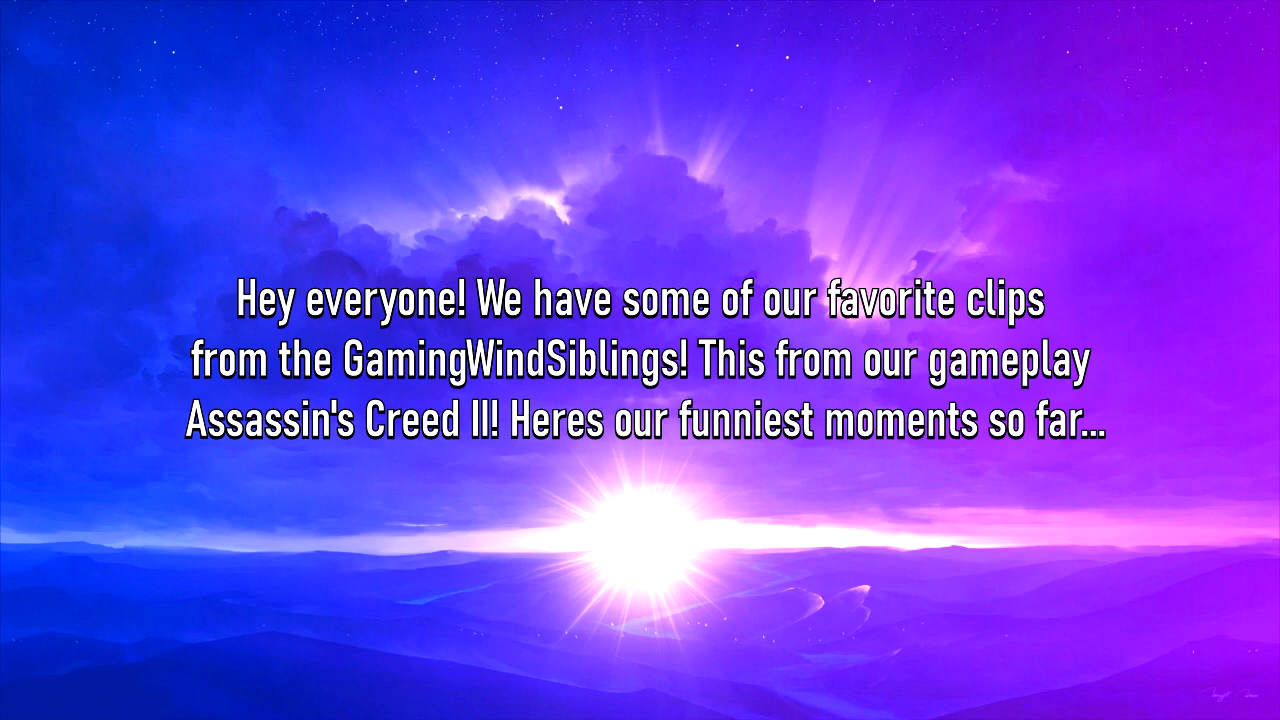 Hey everyone! We have some of our favorite clips
from the GamingWindSiblings! This from our gameplay
Assassin's Creed II! Heres our funniest moments so far...